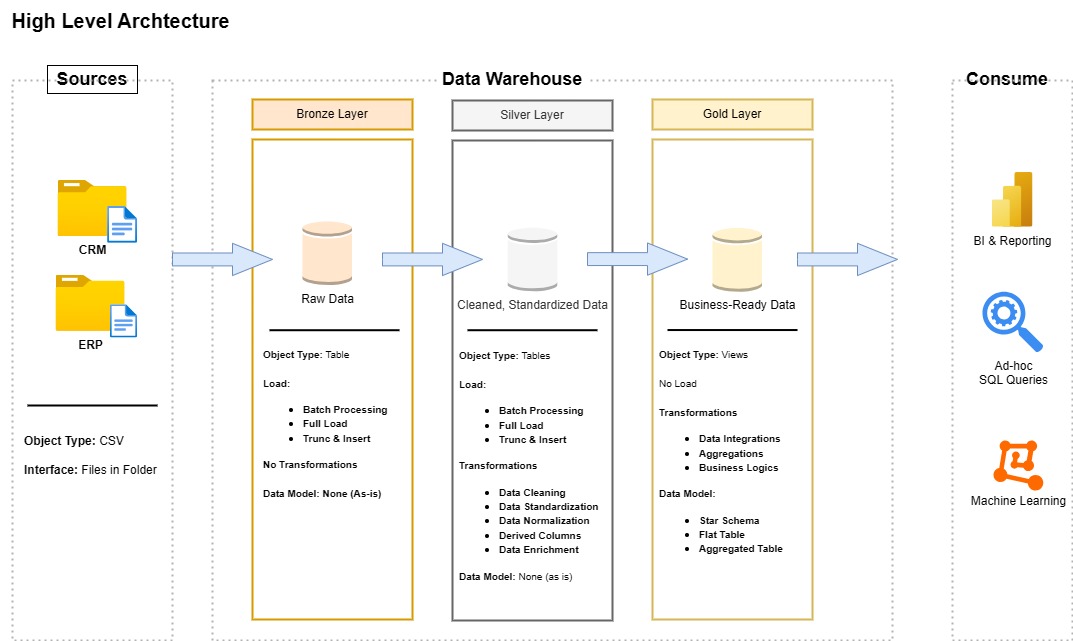 High Level Archtecture
Sources
CRM
ERP
Object Type: CSV
Interface: Files in Folder
Data Warehouse
Bronze Layer
Raw Data
Object Type: Table
Load:
Batch Processing
Full Load
Trunc & Insert
No Transformations
Data Model: None (As-is)
Silver Layer
Cleaned, Standardized Data
Object Type: Tables
Load:
Batch Processing
Full Load
Trunc & Insert
Transformations
Data Cleaning
Data Standardization
Data Normalization
Derived Columns
Data Enrichment
Data Model: None (as is)
Gold Layer
Business-Ready Data
Object Type: Views
No Load
Transformations
Data Integrations
Aggregations
Business Logics
Data Model:
Star Schema
Flat Table
Aggregated Table
Consume
BI & Reporting
Ad-hoc
SQL Queries
Machine Learning